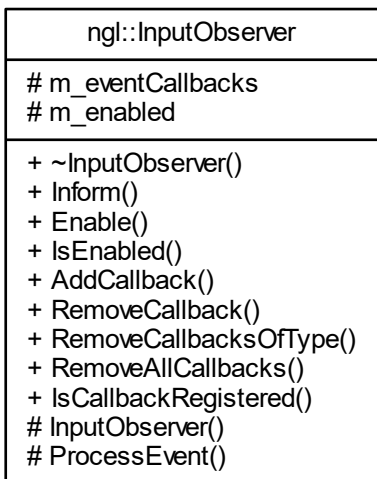 ngl::InputObserver
# m_eventCallbacks
# m_enabled
+ ~InputObserver()
+ Inform()
+ Enable()
+ IsEnabled()
+ AddCallback()
+ RemoveCallback()
+ RemoveCallbacksOfType()
+ RemoveAllCallbacks()
+ IsCallbackRegistered()
# InputObserver()
# ProcessEvent()